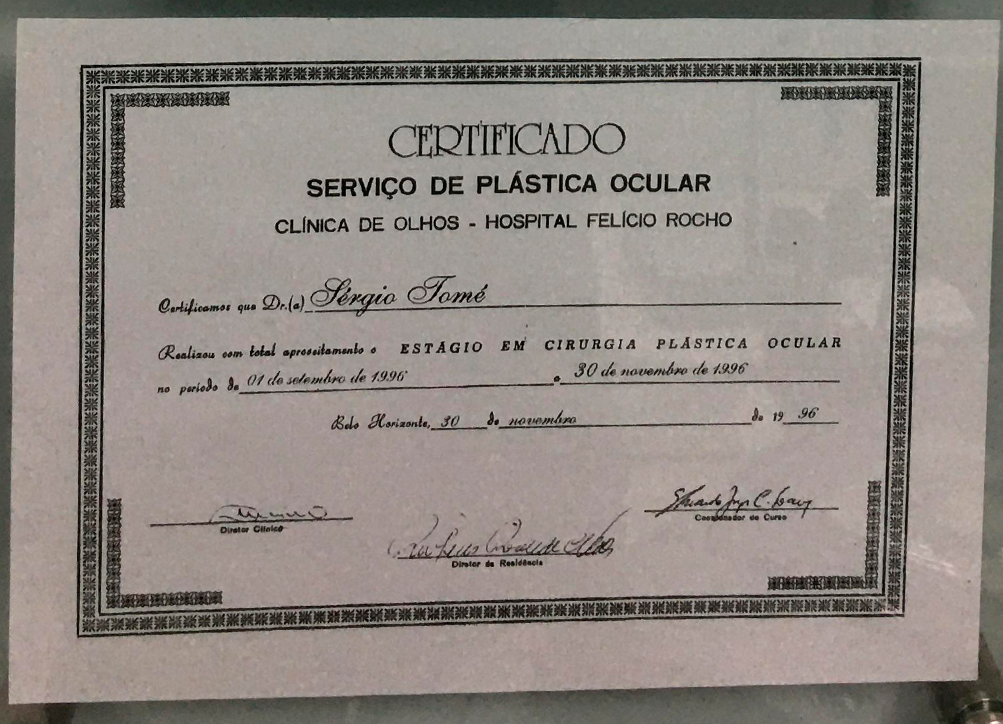 CERTIFICADO
SERVIÇO DE PLÁSTICA OCULAR
CLÍNICA DE OLHOS - HOSPITAL FELÍCIO ROCHO
Certificamos que Dr.(a) Sérgio Tomé
Realizou com total aproveitamento o ESTÁGIO EM CIRURGIA PLÁSTICA OCULAR
no período de 01 de setembro de 1996 a 30 de novembro de 1996
Belo Horizonte, 30 de novembro de 19 96
Diretor Clínico
Coordenador de Curso
Diretor de Residência